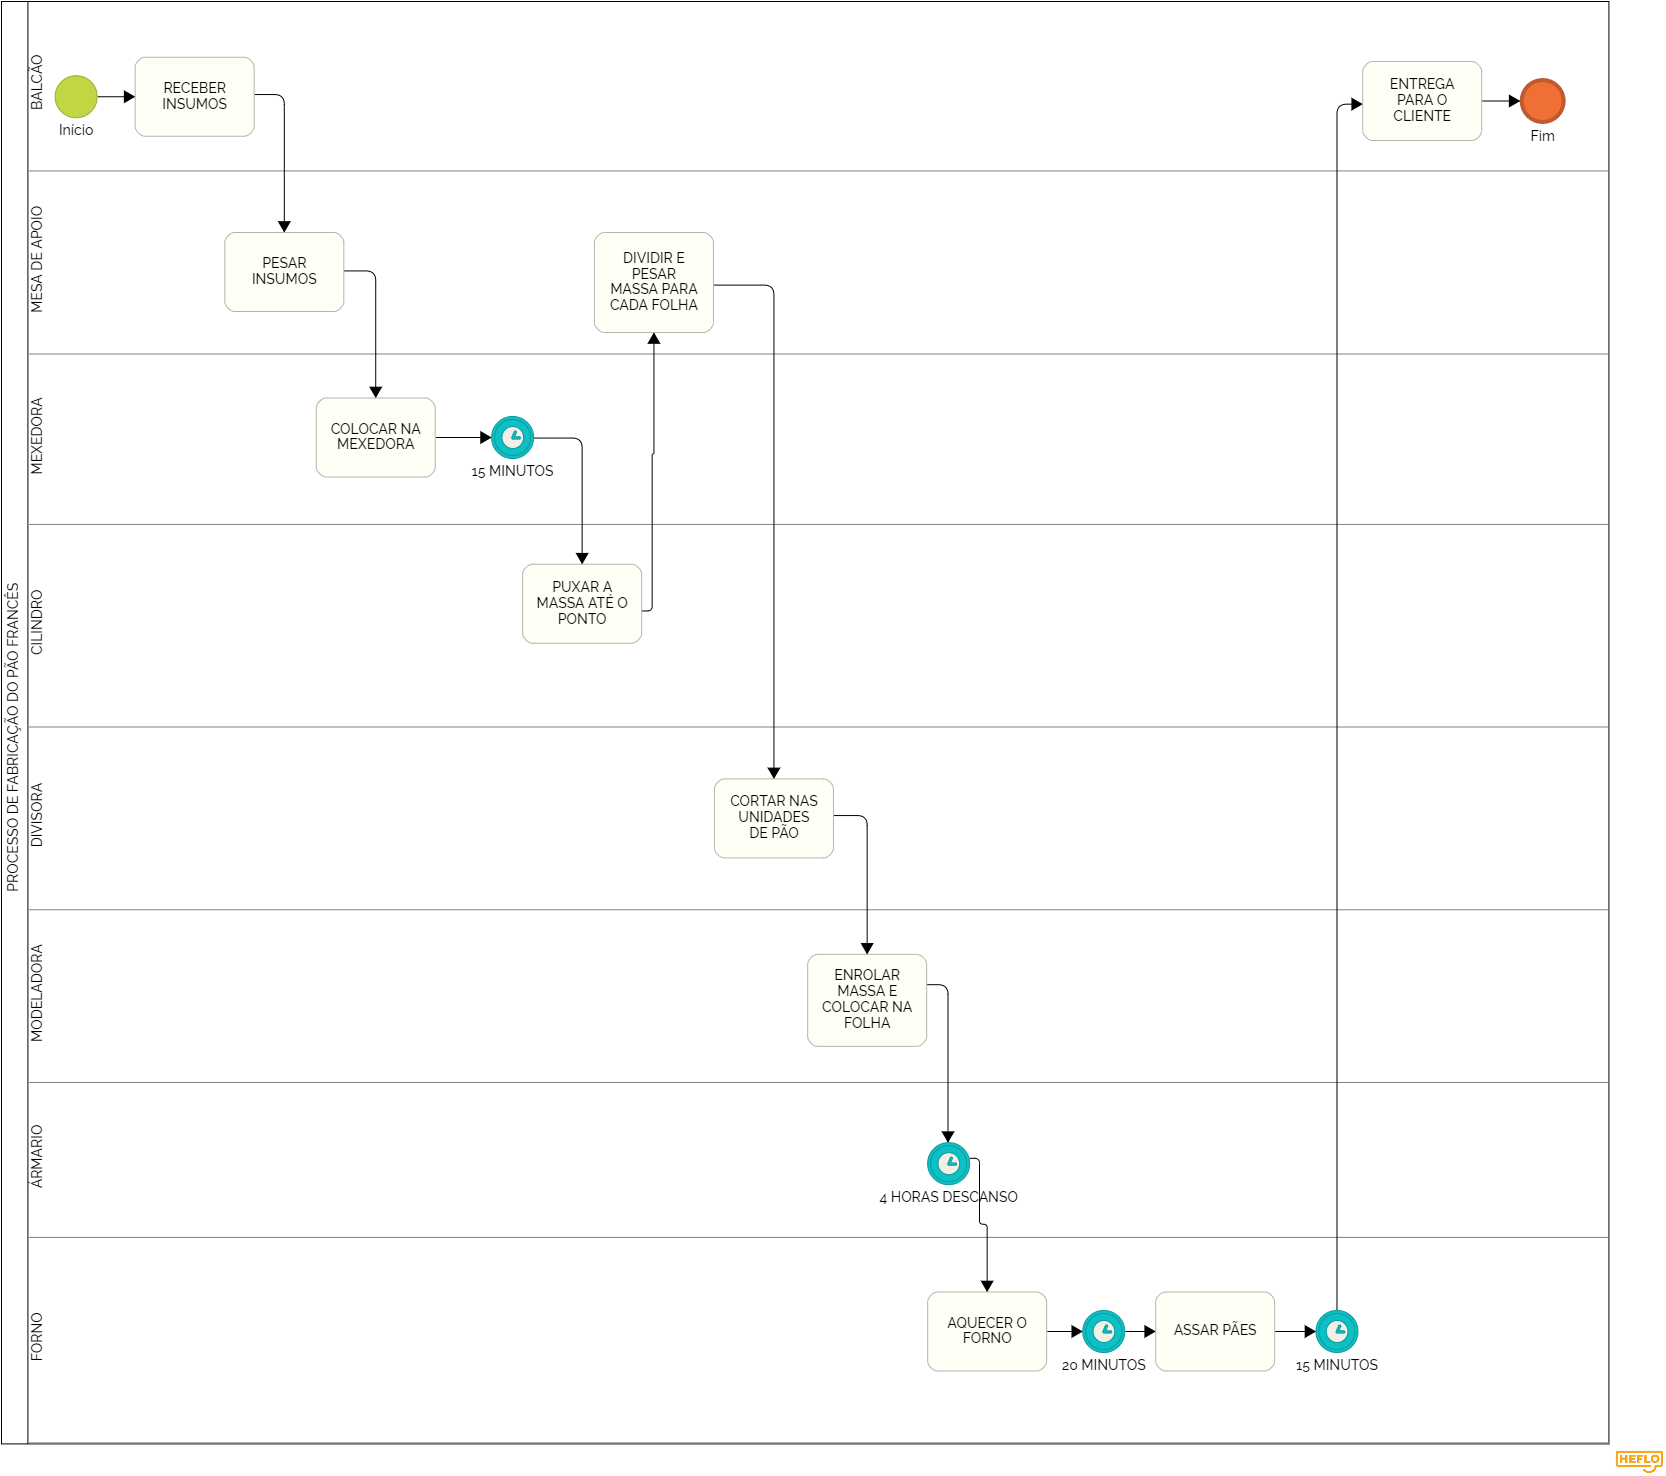 PROCESSO DE FABRICAÇÃO DO PÃO FRANCÊS
BALCÃO
Início
RECEBER
INSUMOS
ENTREGA
PARA O
CLIENTE
Fim
MESA DE APOIO
PESAR
INSUMOS
DIVIDIR E
PESAR
MASSA PARA
CADA FOLHA
MEXEDORA
COLOCAR NA
MEXEDORA
15 MINUTOS
CILINDRO
PUXAR A
MASSA ATÉ O
PONTO
DIVISORA
CORTAR NAS
UNIDADES
DE PÃO
MODELADORA
ENROLAR
MASSA E
COLOCAR NA
FOLHA
ÁRMARIO
4 HORAS DESCANSO
FORNO
AQUECER O
FORNO
20 MINUTOS
ASSAR PÃES
15 MINUTOS
HEFLO